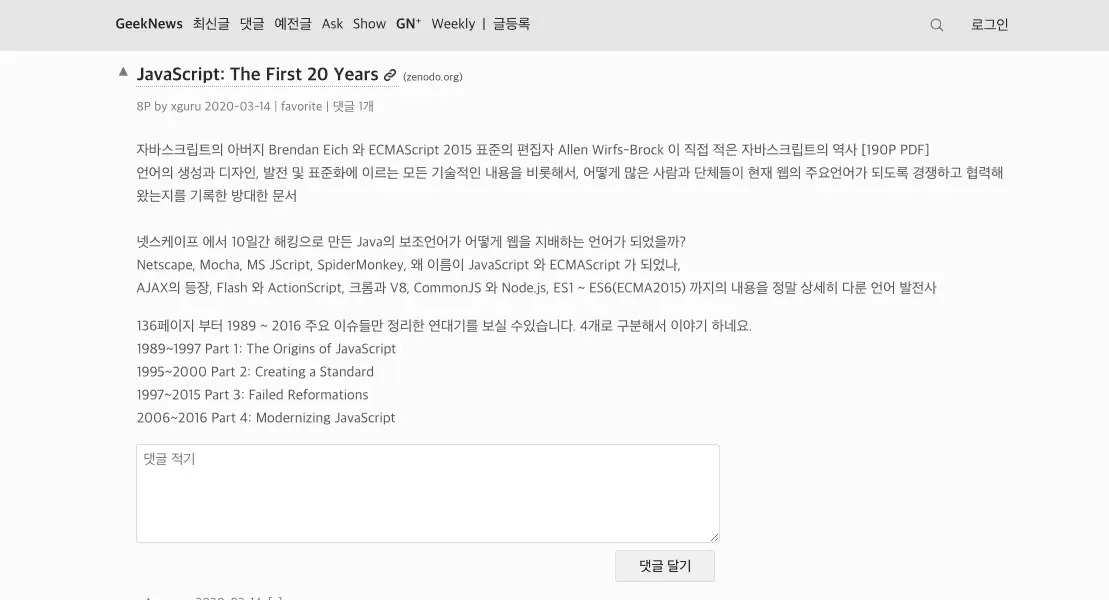 GeekNews 최신글 댓글 예전글 Ask Show GN⁺ Weekly | 글등록 로그인
▲ JavaScript: The First 20 Years (zenodo.org)
8P by xguru 2020-03-14 | favorite | 댓글 1개
자바스크립트의 아버지 Brendan Eich 와 ECMAScript 2015 표준의 편집자 Allen Wirfs-Brock 이 직접 적은 자바스크립트의 역사 [190P PDF]
언어의 생성과 디자인, 발전 및 표준화에 이르는 모든 기술적인 내용을 비롯해서, 어떻게 많은 사람과 단체들이 현재 웹의 주요언어가 되도록 경쟁하고 협력해
왔는지를 기록한 방대한 문서
넷스케이프 에서 10일간 해킹으로 만든 Java의 보조언어가 어떻게 웹을 지배하는 언어가 되었을까?
Netscape, Mocha, MS JScript, SpiderMonkey, 왜 이름이 JavaScript 와 ECMAScript 가 되었나,
AJAX의 등장, Flash 와 ActionScript, 크롬과 V8, CommonJS 와 Node.js, ES1 ~ ES6(ECMA2015) 까지의 내용을 정말 상세히 다룬 언어 발전사
136페이지 부터 1989 ~ 2016 주요 이슈들만 정리한 연대기를 보실 수있습니다. 4개로 구분해서 이야기 하네요.
1989~1997 Part 1: The Origins of JavaScript
1995~2000 Part 2: Creating a Standard
1997~2015 Part 3: Failed Reformations
2006~2016 Part 4: Modernizing JavaScript
댓글 적기
댓글 달기